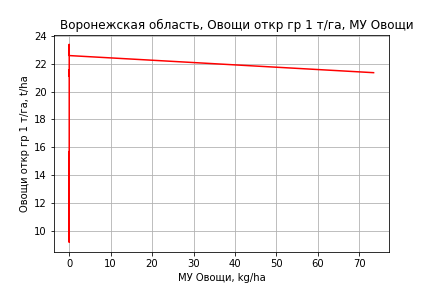 Воронежская область, Овощи откр гр 1 т/га, МУ Овощи
Овощи откр гр 1 т/га, t/ha
24
22
20
18
16
14
12
10
0 10 20 30 40 50 60 70
МУ Овощи, kg/ha